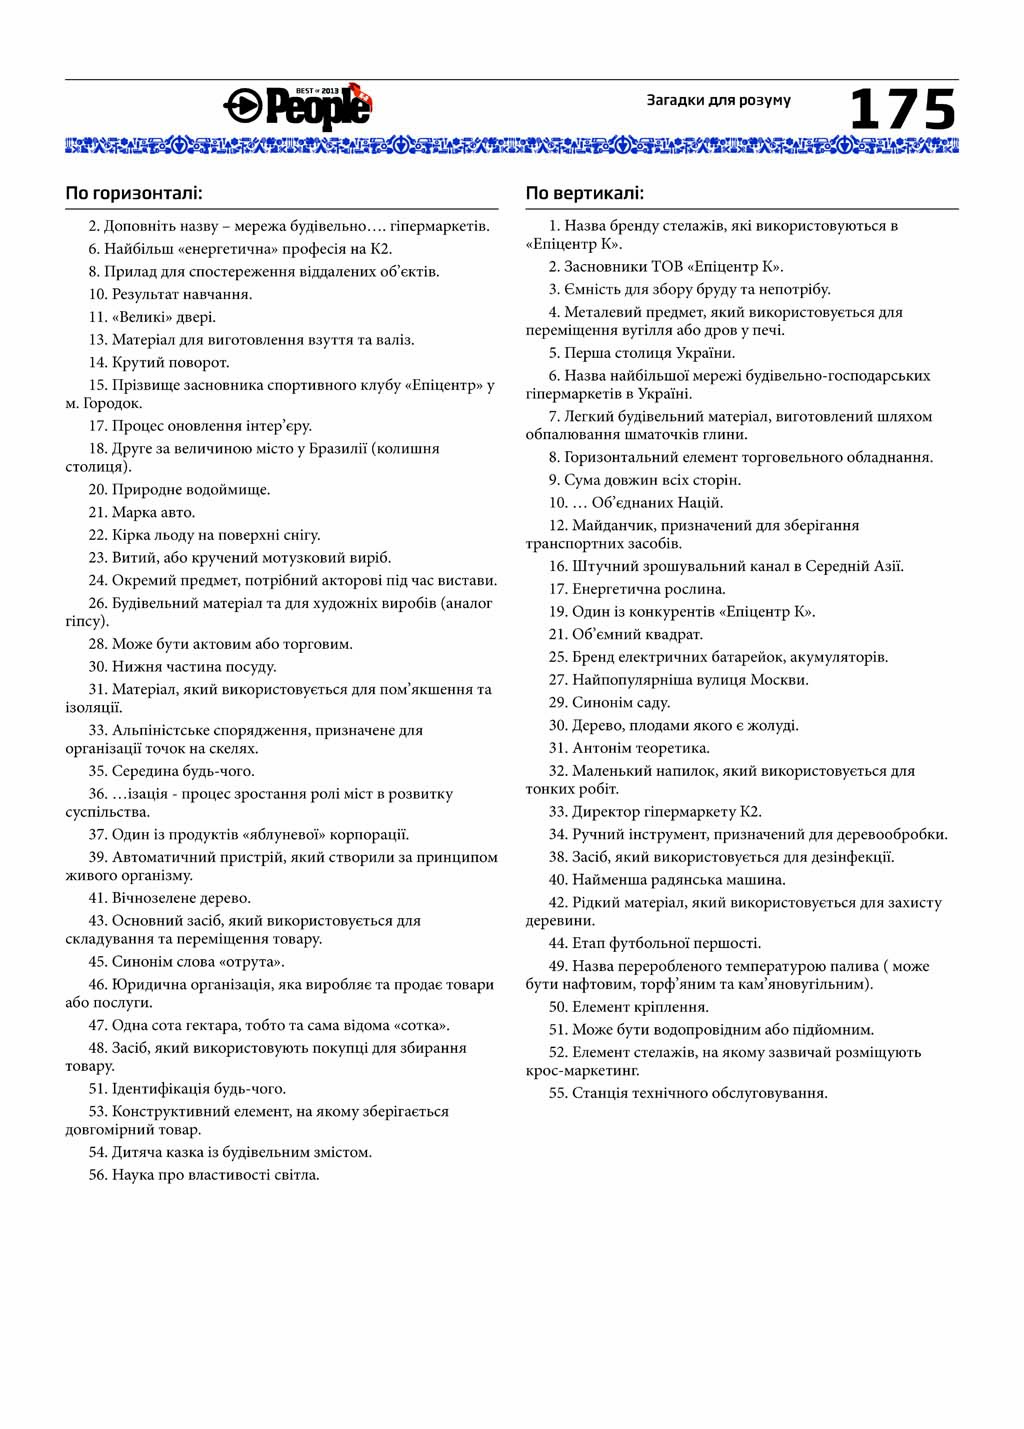 BEST of 2013
People
Загадки для розуму
175
По горизонталі:
2. Доповніть назву – мережа будівельно…. гіпермаркетів.
6. Найбільш «енергетична» професія на К2.
8. Прилад для спостереження віддалених об’єктів.
10. Результат навчання.
11. «Великі» двері.
13. Матеріал для виготовлення взуття та валіз.
14. Крутий поворот.
15. Прізвище засновника спортивного клубу «Епіцентр» у
м. Городок.
17. Процес оновлення інтер’єру.
18. Друге за величиною місто у Бразилії (колишня
столиця).
20. Природне водоймище.
21. Марка авто.
22. Кірка льоду на поверхні снігу.
23. Витий, або кручений мотузковий виріб.
24. Окремий предмет, потрібний акторові під час вистави.
26. Будівельний матеріал та для художніх виробів (аналог
гіпсу).
28. Може бути актовим або торговим.
30. Нижня частина посуду.
31. Матеріал, який використовується для пом’якшення та
ізоляції.
33. Альпіністське спорядження, призначене для
організації точок на скелях.
35. Середина будь-чого.
36. …ізація - процес зростання ролі міст в розвитку
суспільства.
37. Один із продуктів «яблуневої» корпорації.
39. Автоматичний пристрій, який створили за принципом
живого організму.
41. Вічнозелене дерево.
43. Основний засіб, який використовується для
складування та переміщення товару.
45. Синонім слова «отрута».
46. Юридична організація, яка виробляє та продає товари
або послуги.
47. Одна сота гектара, тобто та сама відома «сотка».
48. Засіб, який використовують покупці для збирання
товару.
51. Ідентифікація будь-чого.
53. Конструктивний елемент, на якому зберігається
довгомірний товар.
54. Дитяча казка із будівельним змістом.
56. Наука про властивості світла.
По вертикалі:
1. Назва бренду стелажів, які використовуються в
«Епіцентр К».
2. Засновники ТОВ «Епіцентр К».
3. Ємність для збору бруду та непотрібу.
4. Металевий предмет, який використовується для
переміщення вугілля або дров у печі.
5. Перша столиця України.
6. Назва найбільшої мережі будівельно-господарських
гіпермаркетів в Україні.
7. Легкий будівельний матеріал, виготовлений шляхом
обпалювання шматочків глини.
8. Горизонтальний елемент торговельного обладнання.
9. Сума довжин всіх сторін.
10. … Об’єднаних Націй.
12. Майданчик, призначений для зберігання
транспортних засобів.
16. Штучний зрошувальний канал в Середній Азії.
17. Енергетична рослина.
19. Один із конкурентів «Епіцентр К».
21. Об’ємний квадрат.
25. Бренд електричних батарейок, акумуляторів.
27. Найпопулярніша вулиця Москви.
29. Синонім саду.
30. Дерево, плодами якого є жолуді.
31. Антонім теоретика.
32. Маленький напилок, який використовується для
тонких робіт.
33. Директор гіпермаркету К2.
34. Ручний інструмент, призначений для деревообробки.
38. Засіб, який використовується для дезінфекції.
40. Найменша радянська машина.
42. Рідкий матеріал, який використовується для захисту
деревини.
44. Етап футбольної першості.
49. Назва переробленого температурою палива ( може
бути нафтовим, торф’яним та кам’яновугільним).
50. Елемент кріплення.
51. Може бути водопровідним або підйомним.
52. Елемент стелажів, на якому зазвичай розміщують
крос-маркетинг.
55. Станція технічного обслуговування.